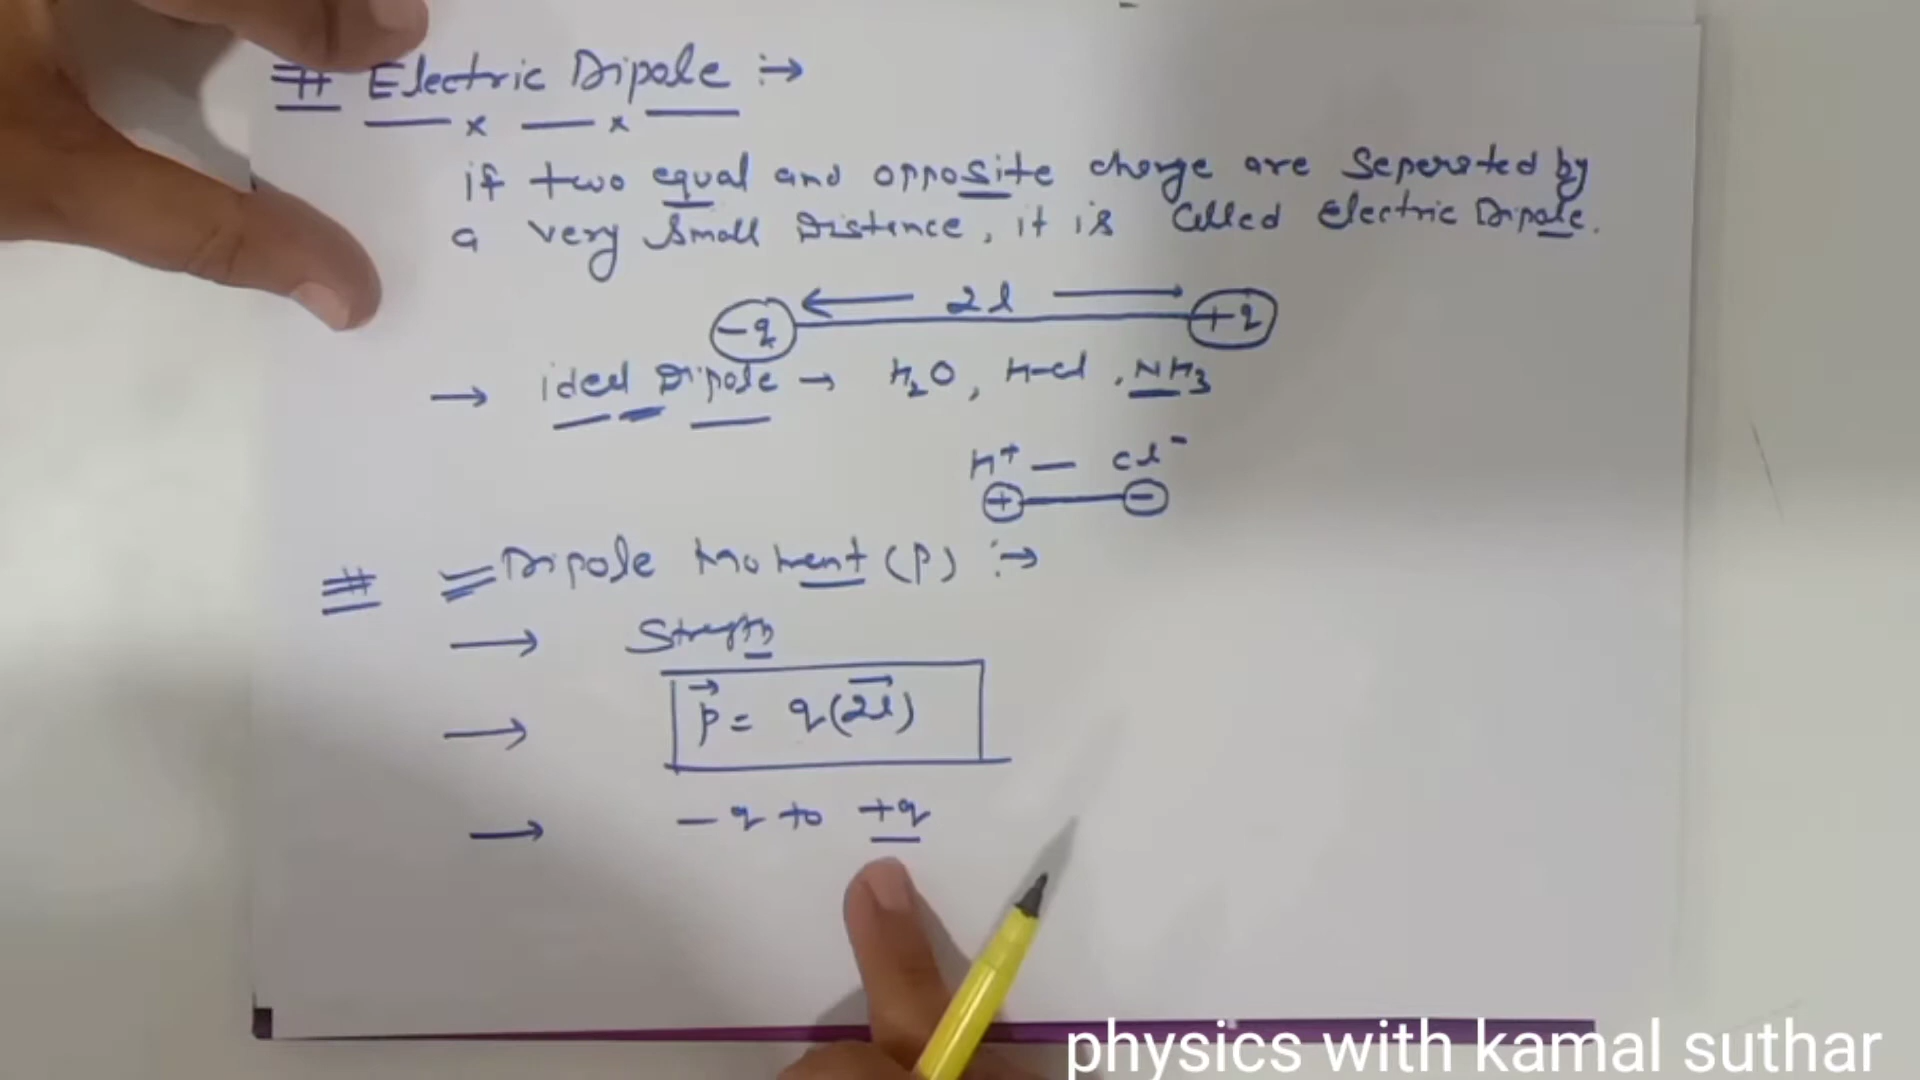 # Electric Dipole :→
if two equal and opposite charge are Seperated by
a very small Distance, it is Called Electric Dipole.
-q ← 2l → +q
→ ideal Dipole → H2O, H-Cl, NH3
H+ — Cl-
+ —
# Dipole Moment (P) :→
→ Strength
→ p⃗ = q(2l⃗)
→ -q to +q
physics with kamal suthar